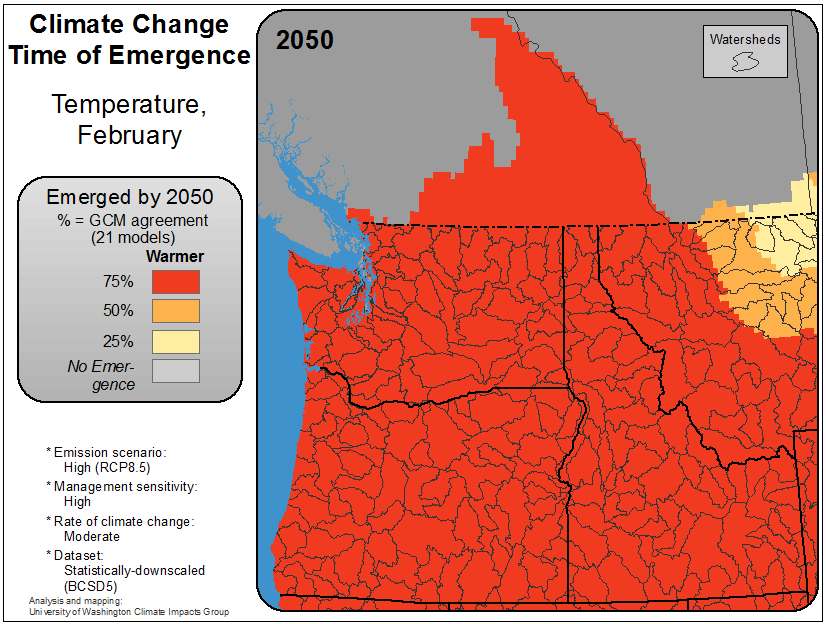 Climate Change
Time of Emergence
Temperature,
February
Emerged by 2050
% = GCM agreement
(21 models)
Warmer
75%
50%
25%
No Emer-
gence
* Emission scenario:
High (RCP8.5)
* Management sensitivity:
High
* Rate of climate change:
Moderate
* Dataset:
Statistically-downscaled
(BCSD5)
Analysis and mapping:
University of Washington Climate Impacts Group
2050
Watersheds